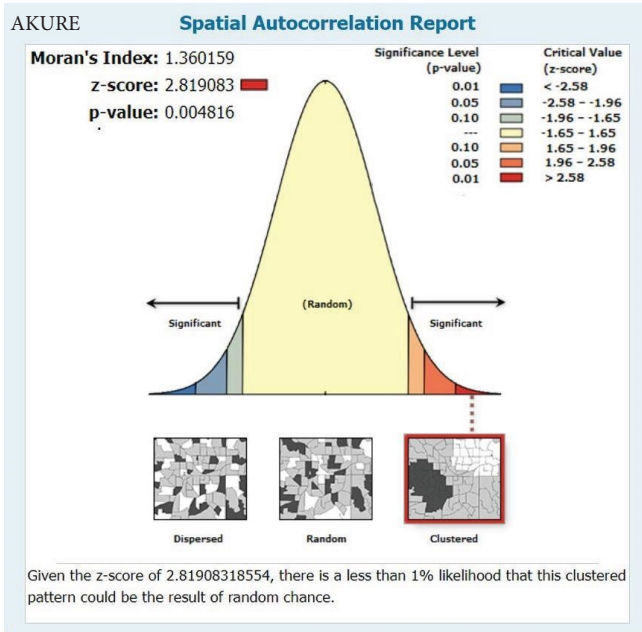 AKURE
Spatial Autocorrelation Report
Moran's Index: 1.360159
z-score: 2.819083
p-value: 0.004816
Significance Level
(p-value)
Critical Value
(z-score)
0.01 < -2.58
0.05 -2.58 – -1.96
0.10 -1.96 – -1.65
--- -1.65 – 1.65
0.10 1.65 – 1.96
0.05 1.96 – 2.58
0.01 > 2.58
(Random)
Significant
Significant
Dispersed
Random
Clustered
Given the z-score of 2.81908318554, there is a less than 1% likelihood that this clustered
pattern could be the result of random chance.